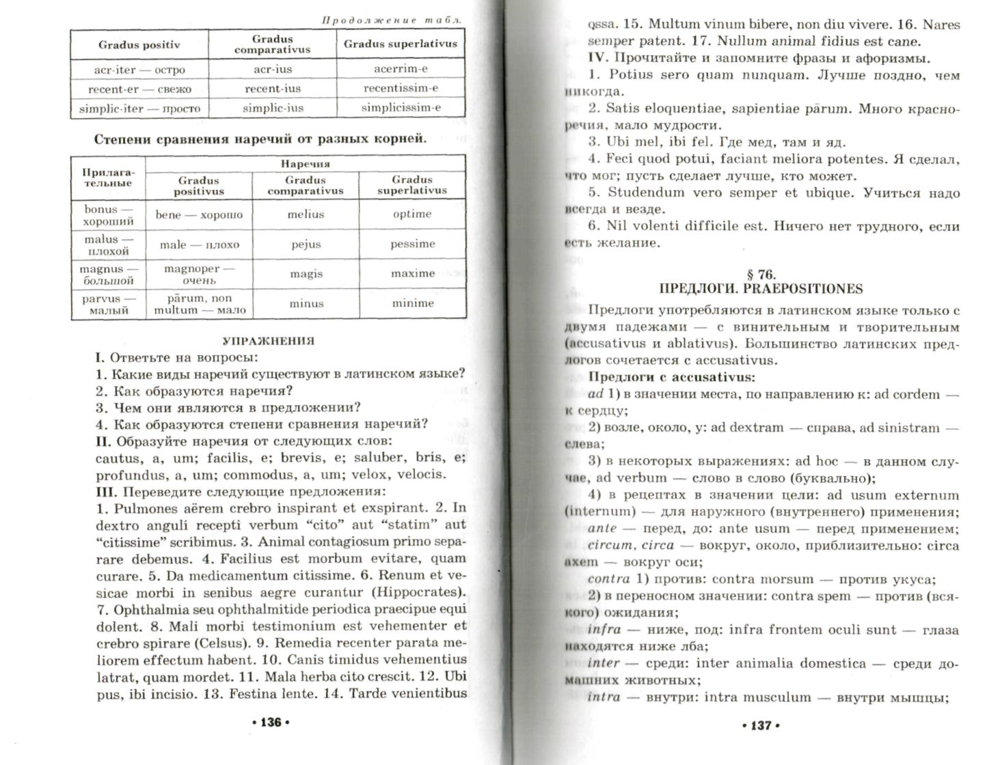 Продолжение табл.
Gradus positiv Gradus comparativus Gradus superlativus
acr-iter — остро acr-ius acerrim-e
recent-er — свежо recent-ius recentissim-e
simplic-iter — просто simplic-ius simplicissim-e
Степени сравнения наречий от разных корней.
Прилага-
тельные
Наречия
Gradus positivus Gradus comparativus Gradus superlativus
bonus — хороший bene — хорошо melius optime
malus — плохой male — плохо pejus pessime
magnus — большой magnoper — очень magis maxime
parvus — малый pārum, non multum — мало minus minime
УПРАЖНЕНИЯ
I. Ответьте на вопросы:
1. Какие виды наречий существуют в латинском языке?
2. Как образуются наречия?
3. Чем они являются в предложении?
4. Как образуются степени сравнения наречий?
II. Образуйте наречия от следующих слов:
cautus, a, um; facilis, e; brevis, e; saluber, bris, e;
profundus, a, um; commodus, a, um; velox, velocis.
III. Переведите следующие предложения:
1. Pulmones aërem crebro inspirant et exspirant. 2. In
dextro anguli recepti verbum “cito” aut “statim” aut
“citissime” scribimus. 3. Animal contagiosum primo sepa-
rare debemus. 4. Facilius est morbum evitare, quam
curare. 5. Da medicamentum citissime. 6. Renum et ve-
sicae morbi in senibus aegre curantur (Hippocrates).
7. Ophthalmia seu ophthalmitide periodica praecipue equi
dolent. 8. Mali morbi testimonium est vehementer et
crebro spirare (Celsus). 9. Remedia recenter parata me-
liorem effectum habent. 10. Canis timidus vehementius
latrat, quam mordet. 11. Mala herba cito crescit. 12. Ubi
pus, ibi incisio. 13. Festina lente. 14. Tarde venientibus
• 136 •
ossa. 15. Multum vinum bibere, non diu vivere. 16. Nares
semper patent. 17. Nullum animal fidius est cane.
IV. Прочитайте и запомните фразы и афоризмы.
1. Potius sero quam nunquam. Лучше поздно, чем
никогда.
2. Satis eloquentiae, sapientiae pārum. Много красно-
речия, мало мудрости.
3. Ubi mel, ibi fel. Где мед, там и яд.
4. Feci quod potui, faciant meliora potentes. Я сделал,
что мог; пусть сделает лучше, кто может.
5. Studendum vero semper et ubique. Учиться надо
всегда и везде.
6. Nil volenti difficile est. Ничего нет трудного, если
есть желание.
§ 76.
ПРЕДЛОГИ. PRAEPOSITIONES
Предлоги употребляются в латинском языке только с
двумя падежами — с винительным и творительным
(accusativus и ablativus). Большинство латинских пред-
логов сочетается с accusativus.
Предлоги с accusativus:
ad 1) в значении места, по направлению к: ad cordem —
к сердцу;
2) возле, около, у: ad dextram — справа, ad sinistram —
слева;
3) в некоторых выражениях: ad hoc — в данном слу-
чае, ad verbum — слово в слово (буквально);
4) в рецептах в значении цели: ad usum externum
(internum) — для наружного (внутреннего) применения;
ante — перед, до: ante usum — перед применением;
circum, circa — вокруг, около, приблизительно: circa
axem — вокруг оси;
contra 1) против: contra morsum — против укуса;
2) в переносном значении: contra spem — против (вся-
кого) ожидания;
infra — ниже, под: infra frontem oculi sunt — глаза
находятся ниже лба;
inter — среди: inter animalia domestica — среди до-
машних животных;
intra — внутри: intra musculum — внутри мышцы;
• 137 •